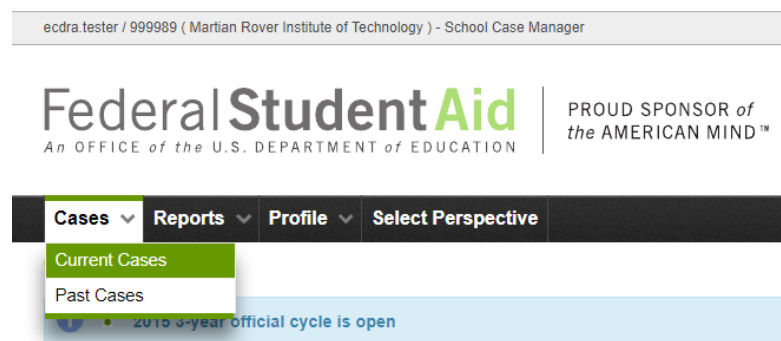 ecdra.tester / 999989 ( Martian Rover Institute of Technology ) - School Case Manager
Federal Student Aid
An OFFICE of the U.S. DEPARTMENT of EDUCATION
PROUD SPONSOR of
the AMERICAN MIND™
Cases Reports Profile Select Perspective
Current Cases
Past Cases
2015 3-year official cycle is open